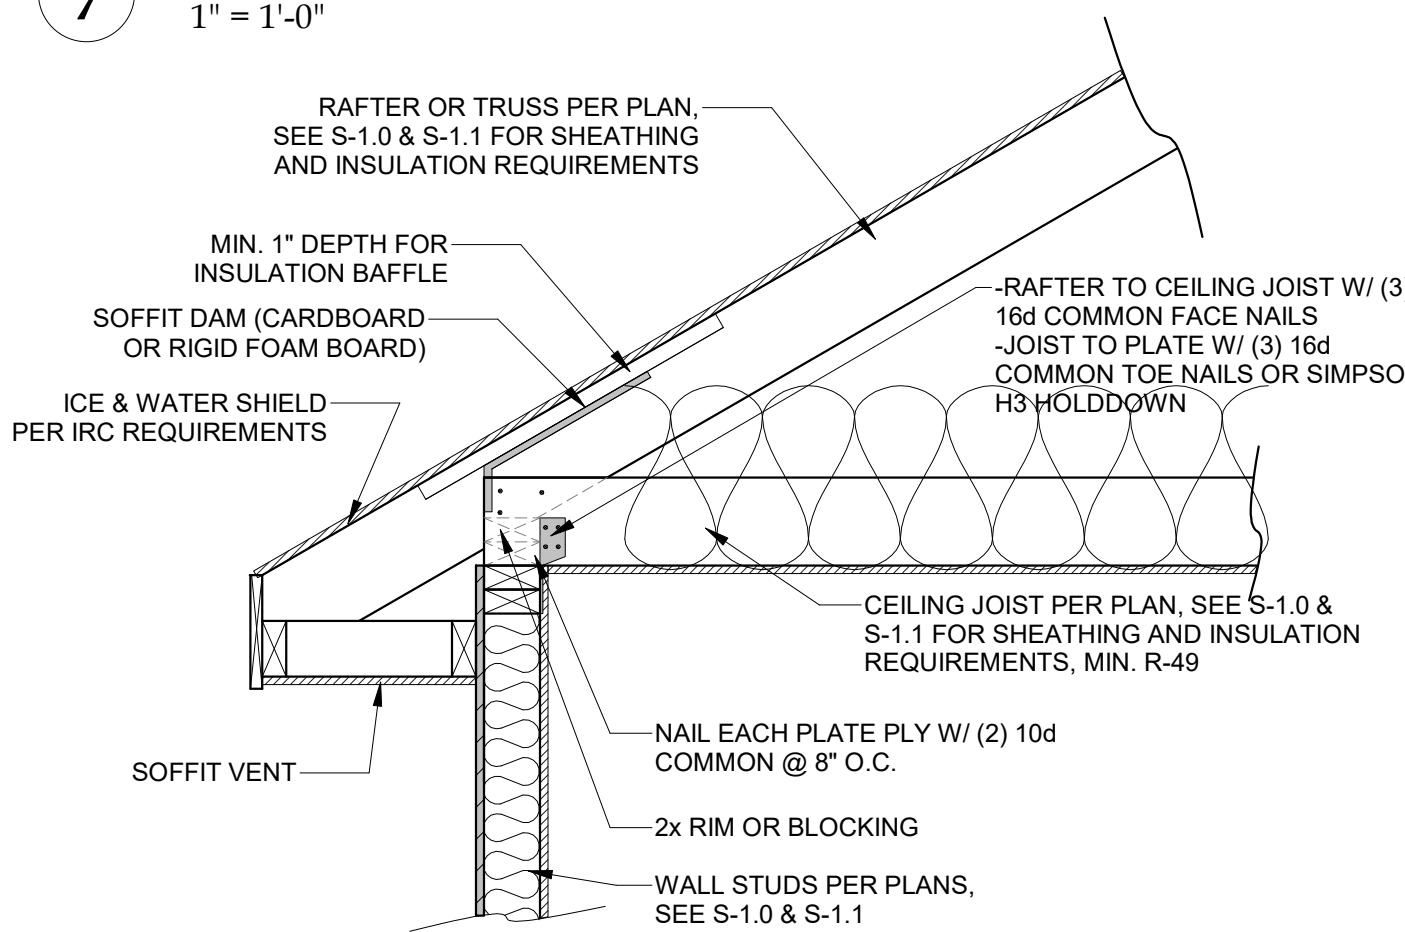 7
1" = 1'-0"
RAFTER OR TRUSS PER PLAN,
SEE S-1.0 & S-1.1 FOR SHEATHING
AND INSULATION REQUIREMENTS
MIN. 1" DEPTH FOR
INSULATION BAFFLE
SOFFIT DAM (CARDBOARD
OR RIGID FOAM BOARD)
ICE & WATER SHIELD
PER IRC REQUIREMENTS
-RAFTER TO CEILING JOIST W/ (3
16d COMMON FACE NAILS
-JOIST TO PLATE W/ (3) 16d
COMMON TOE NAILS OR SIMPSO
H3 HOLDDOWN
CEILING JOIST PER PLAN, SEE S-1.0 &
S-1.1 FOR SHEATHING AND INSULATION
REQUIREMENTS, MIN. R-49
NAIL EACH PLATE PLY W/ (2) 10d
COMMON @ 8" O.C.
SOFFIT VENT
2x RIM OR BLOCKING
WALL STUDS PER PLANS,
SEE S-1.0 & S-1.1